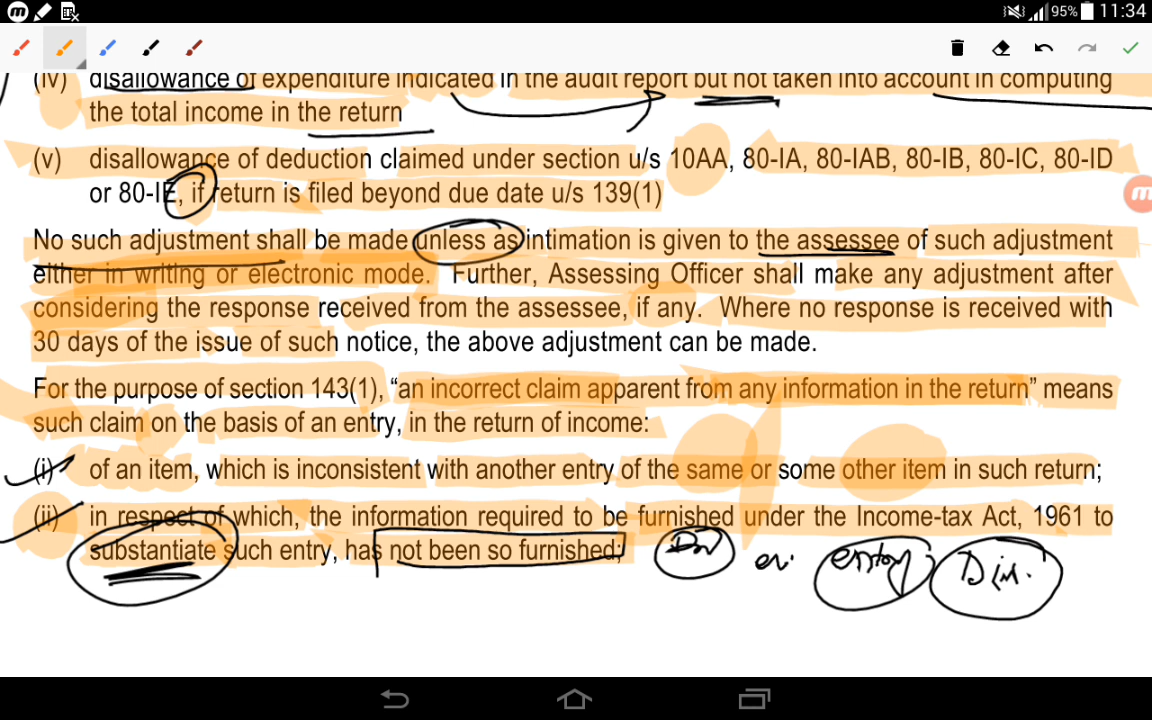 95% 11:34
(iv) disallowance of expenditure indicated in the audit report but not taken into account in computing
the total income in the return
(v) disallowance of deduction claimed under section u/s 10AA, 80-IA, 80-IAB, 80-IB, 80-IC, 80-ID
or 80-IE, if return is filed beyond due date u/s 139(1)
No such adjustment shall be made unless as intimation is given to the assessee of such adjustment
either in writing or electronic mode. Further, Assessing Officer shall make any adjustment after
considering the response received from the assessee, if any. Where no response is received with
30 days of the issue of such notice, the above adjustment can be made.
For the purpose of section 143(1), “an incorrect claim apparent from any information in the return” means
such claim on the basis of an entry, in the return of income:
(i) of an item, which is inconsistent with another entry of the same or some other item in such return;
(ii) in respect of which, the information required to be furnished under the Income-tax Act, 1961 to
substantiate such entry, has not been so furnished;
entry